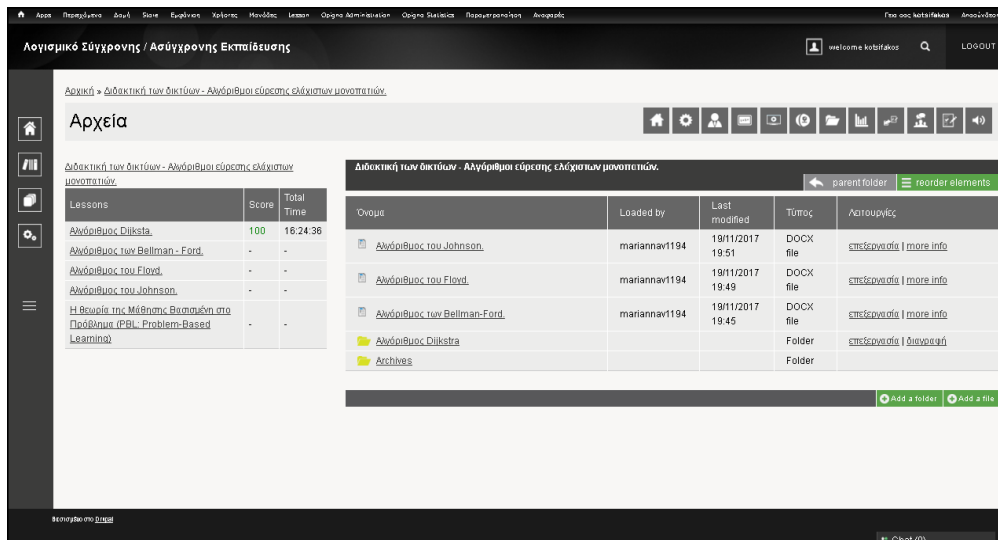 Apps Περιεχόμενο Δομή Store Εμφάνιση Χρήστες Μονάδες Lesson Opigno Administration Opigno Statistics Παραμετροποίηση Αναφορές Γεια σας kotsifakos Αποσύνδεση
Λογισμικό Σύγχρονης / Ασύγχρονης Εκπαίδευσης
welcome kotsifakos
LOGOUT
Αρχική » Διδακτική των δικτύων - Αλγόριθμοι εύρεσης ελάχιστων μονοπατιών.
Αρχεία
Διδακτική των δικτύων - Αλγόριθμοι εύρεσης ελάχιστων
μονοπατιών.
Lessons Score Total
Time
Αλγόριθμος Dijksta. 100 16:24:36
Αλγόριθμος των Bellman - Ford. - -
Αλγόριθμος του Floyd. - -
Αλγόριθμος του Johnson. - -
Η θεωρία της Μάθησης Βασισμένη στο
Πρόβλημα (PBL: Problem-Based
Learning) - -
Διδακτική των δικτύων - Αλγόριθμοι εύρεσης ελάχιστων μονοπατιών.
parent folder reorder elements
Όνομα Loaded by Last
modified Τύπος Λειτουργίες
Αλγόριθμος του Johnson. mariannav1194 19/11/2017
19:51 DOCX
file επεξεργασία | more info
Αλγόριθμος του Floyd. mariannav1194 19/11/2017
19:49 DOCX
file επεξεργασία | more info
Αλγόριθμος των Bellman-Ford. mariannav1194 19/11/2017
19:45 DOCX
file επεξεργασία | more info
Αλγόριθμος Dijkstra Folder επεξεργασία | διαγραφή
Archives Folder
Add a folder Add a file
Βασισμένο στο Drupal
Chat (0)